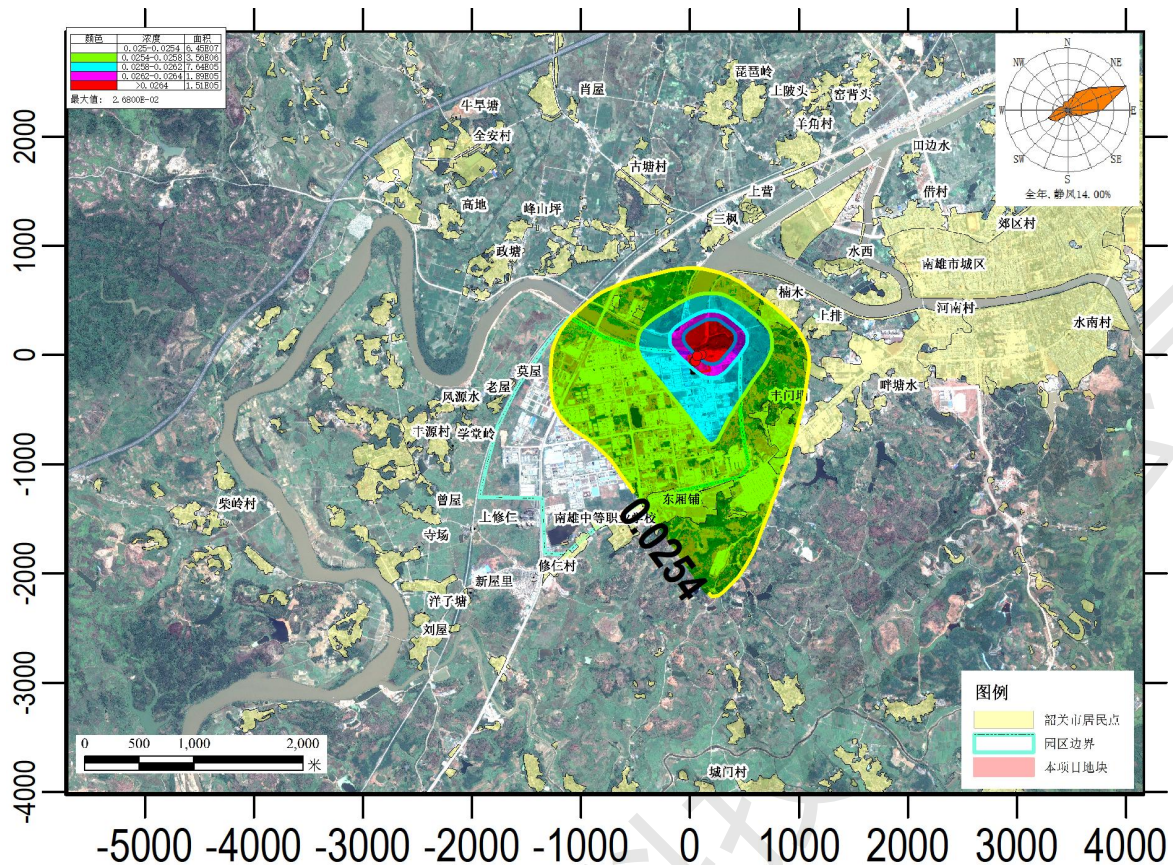 颜色 浓度 面积
0.025-0.0254 6.45E07
0.0254-0.0258 3.56E06
0.0258-0.0262 7.64E05
0.0262-0.0264 1.89E05
>0.0264 1.51E05
最大值: 2.6800E-02
N
NW NE
W E
SW SE
S
全年,静风14.00%
琵琶岭
肖屋
上陂头
窑背头
牛旱塘
羊角村
全安村
田边水
古塘村
上营
借村
高地
峰山坪
三枫
郊区村
政塘
水西
南雄市城区
楠木
河南村
上排
水南村
莫屋
老屋
畔塘水
风源水
丰源村
学堂岭
曾屋
东厢铺
柴岭村
上修仁
南雄中等职业学校
寺场
0.0254
修仁村
新屋里
洋子塘
刘屋
城门村
图例
韶关市居民点
园区边界
本项目地块
0 500 1,000 2,000
米
2000
1000
0
-1000
-2000
-3000
-4000
-5000 -4000 -3000 -2000 -1000 0 1000 2000 3000 4000